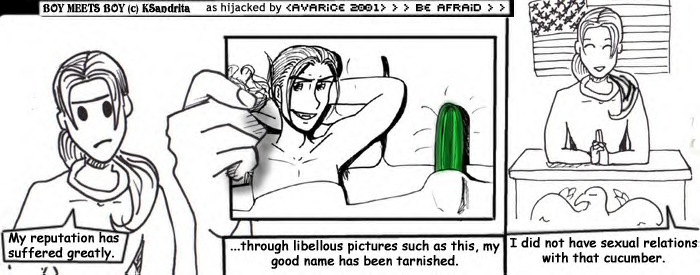 BOY MEETS BOY (c) KSandrita as hijacked by <AVARICE 2001> > > BE AFRAID > >
My reputation has
suffered greatly.
...through libellous pictures such as this, my
good name has been tarnished.
I did not have sexual relations
with that cucumber.